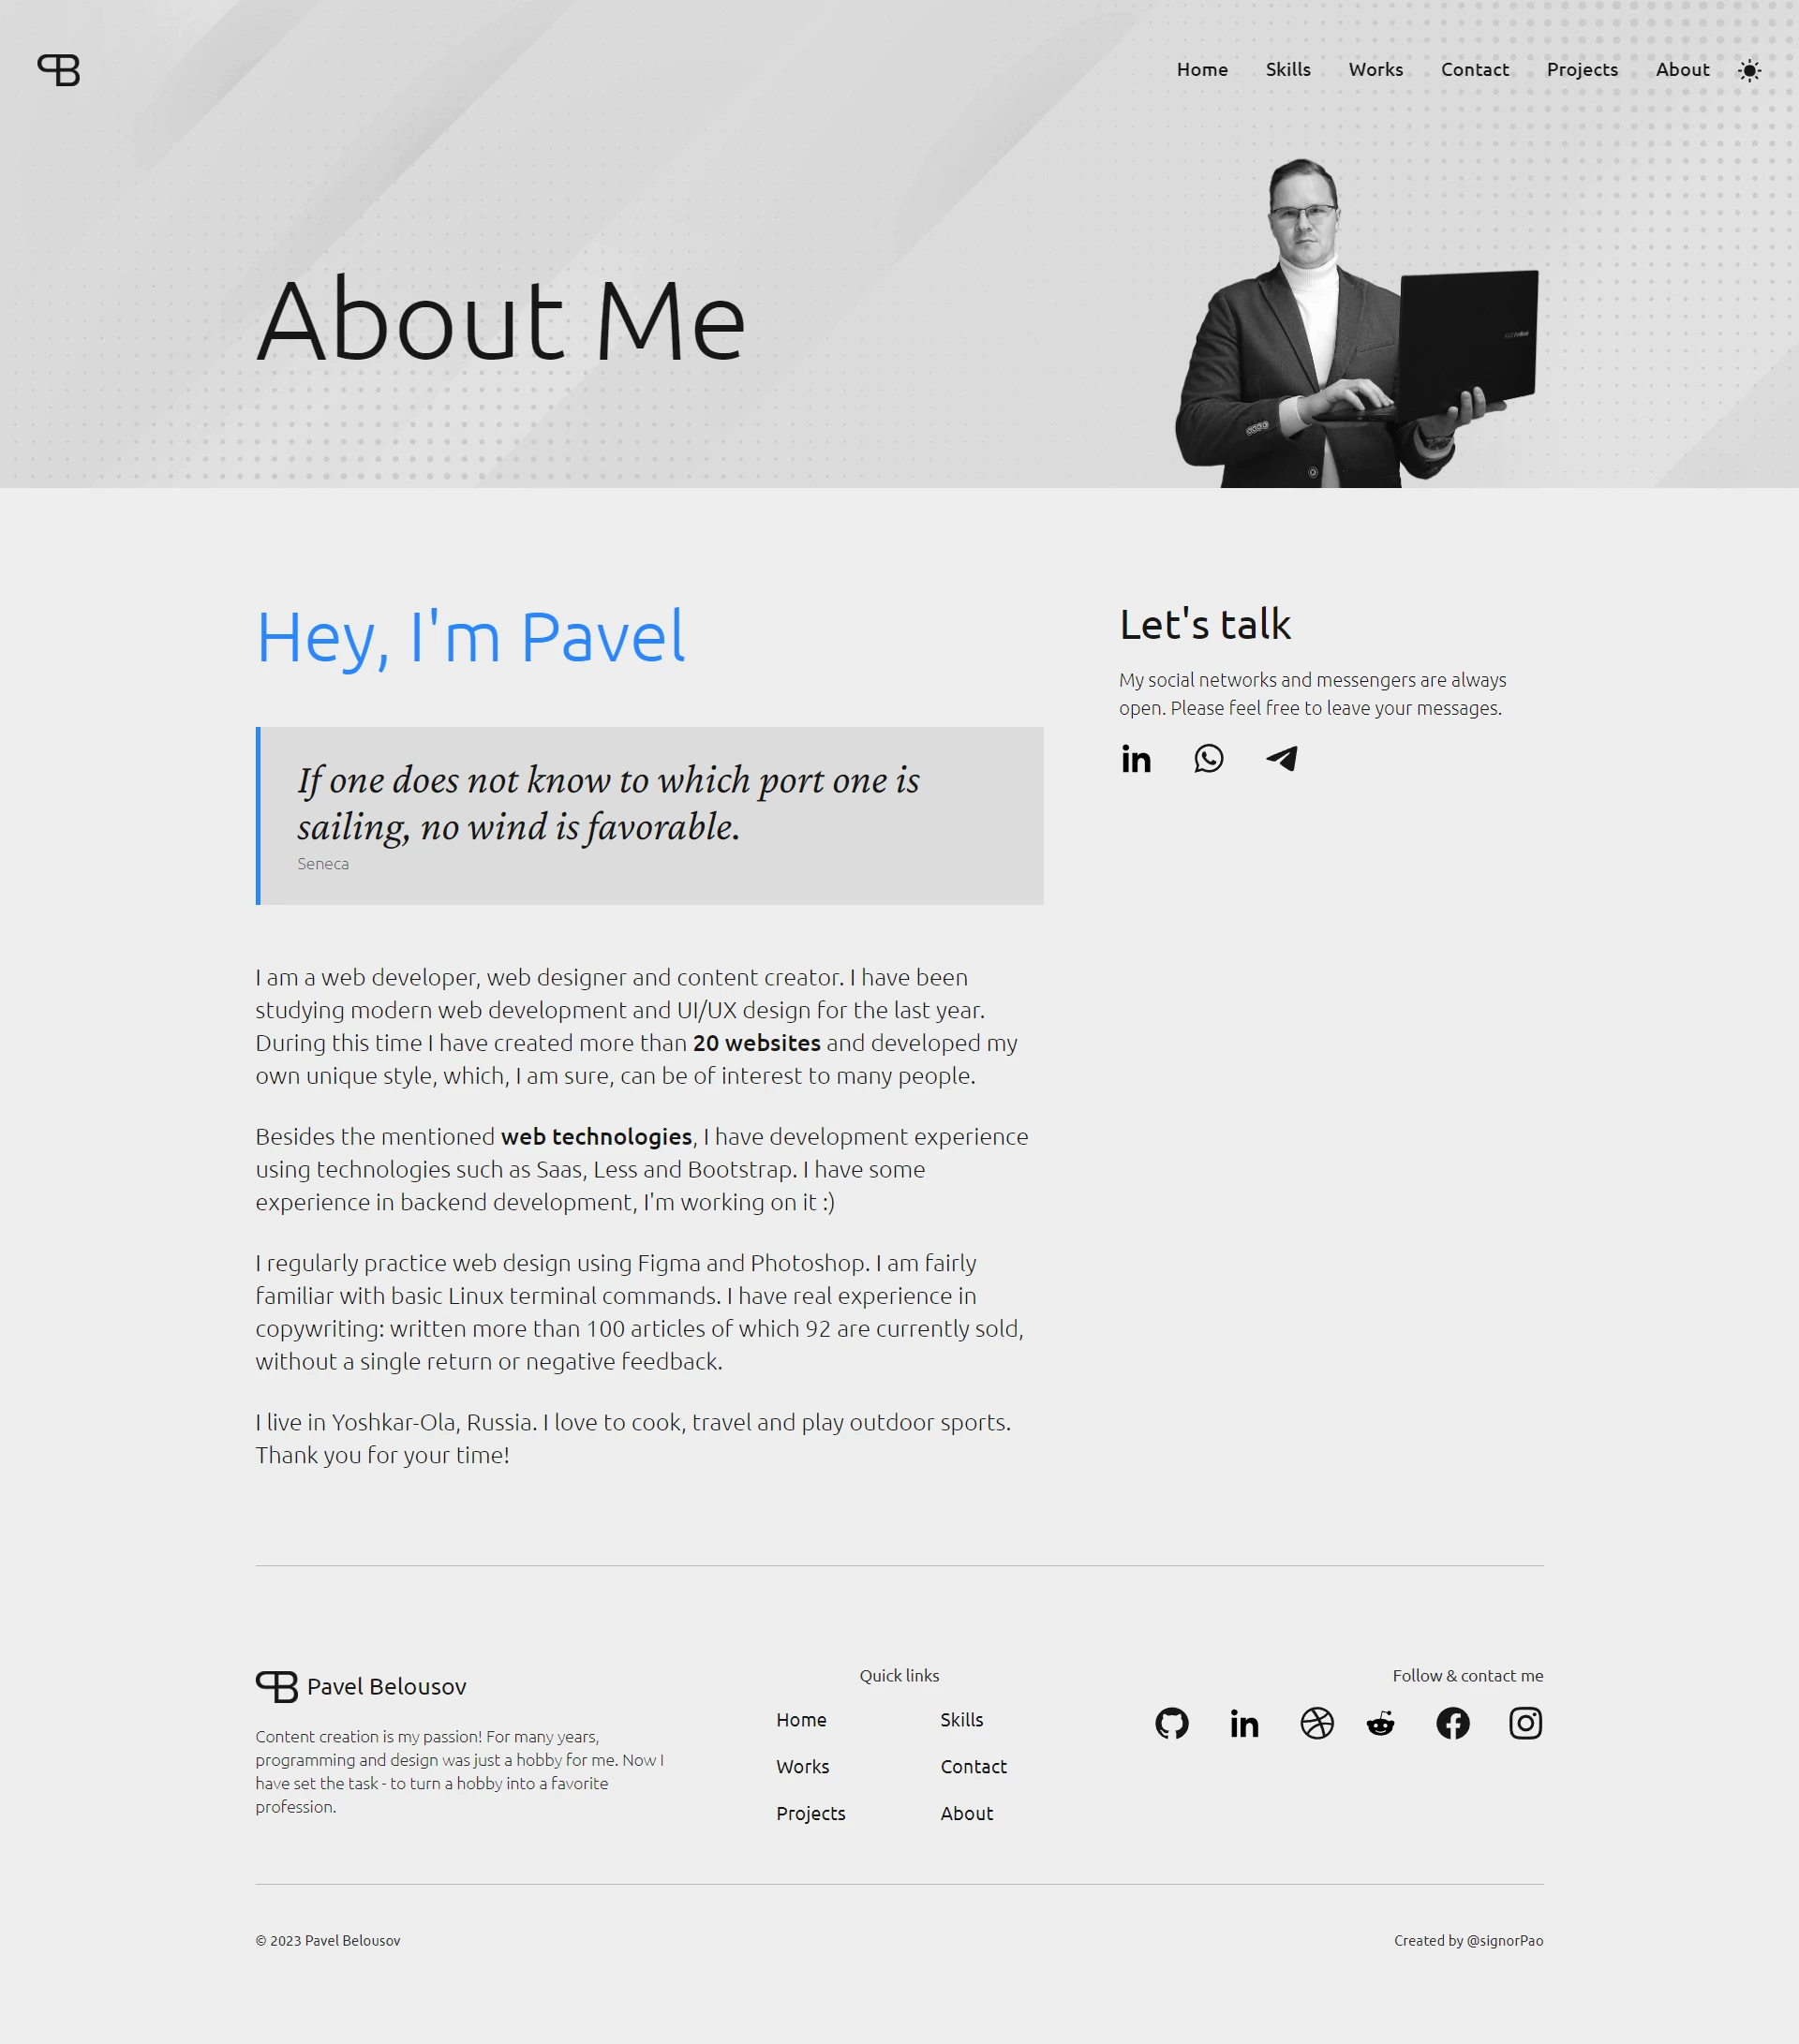 Home Skills Works Contact Projects About
About Me
Hey, I'm Pavel
If one does not know to which port one is
sailing, no wind is favorable.
Seneca
I am a web developer, web designer and content creator. I have been
studying modern web development and UI/UX design for the last year.
During this time I have created more than 20 websites and developed my
own unique style, which, I am sure, can be of interest to many people.
Besides the mentioned web technologies, I have development experience
using technologies such as Saas, Less and Bootstrap. I have some
experience in backend development, I'm working on it :)
I regularly practice web design using Figma and Photoshop. I am fairly
familiar with basic Linux terminal commands. I have real experience in
copywriting: written more than 100 articles of which 92 are currently sold,
without a single return or negative feedback.
I live in Yoshkar-Ola, Russia. I love to cook, travel and play outdoor sports.
Thank you for your time!
Let's talk
My social networks and messengers are always
open. Please feel free to leave your messages.
Pavel Belousov
Content creation is my passion! For many years,
programming and design was just a hobby for me. Now I
have set the task - to turn a hobby into a favorite
profession.
Quick links
Home Skills
Works Contact
Projects About
Follow & contact me
© 2023 Pavel Belousov
Created by @signorPao